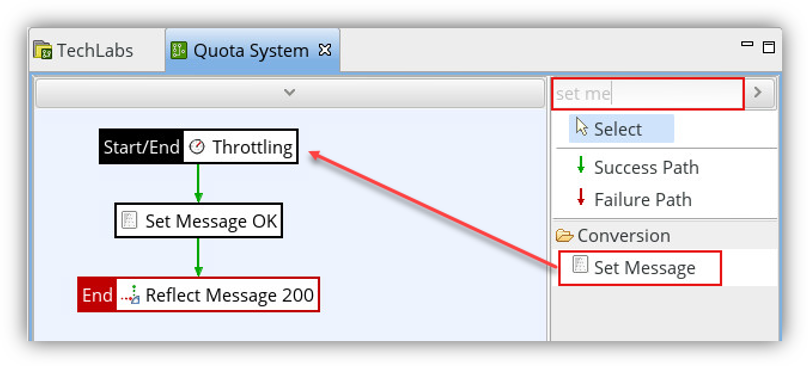 TechLabs
Quota System
set me
Select
Start/End Throttling
Success Path
Failure Path
Set Message OK
Conversion
Set Message
End Reflect Message 200